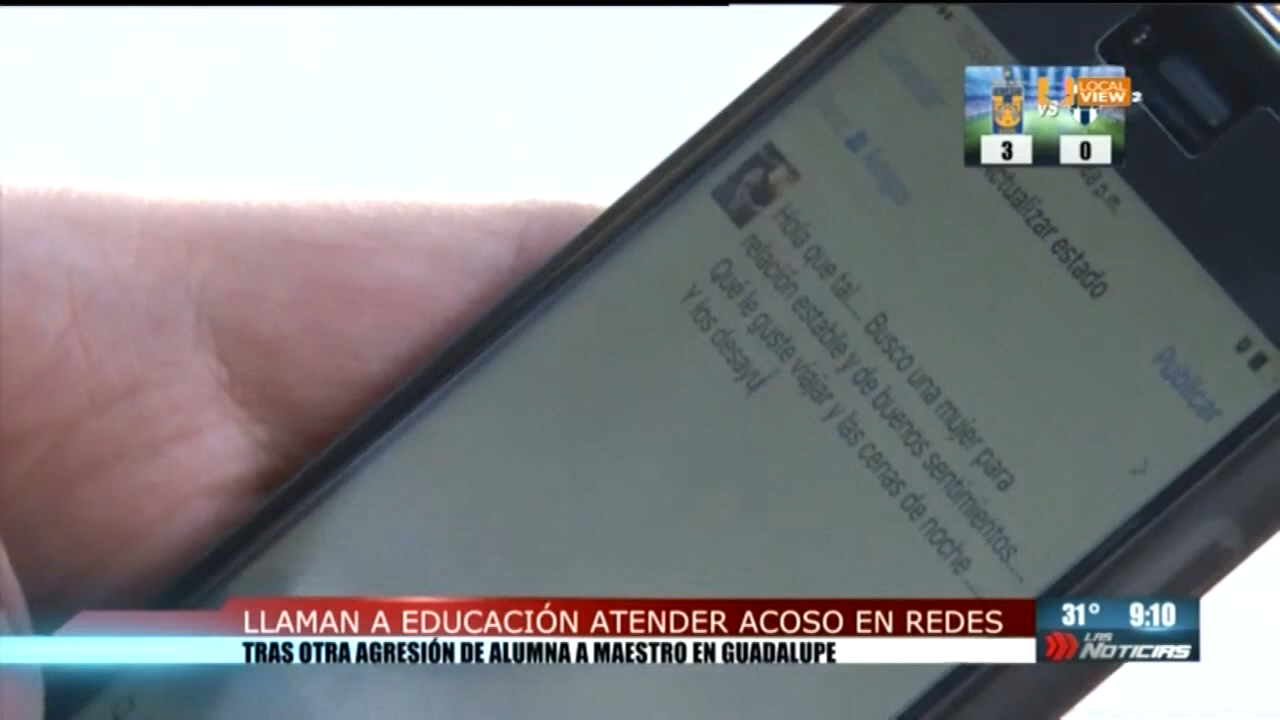 LOCAL
VIEW
VS
3 0
p.m.
Actualizar estado
Publicar
Hola que tal.... Busco una mujer para
relación estable y de buenos sentimientos....
Qué le guste viajar y las cenas de noche ....
Y los desayu
LLAMAN A EDUCACIÓN ATENDER ACOSO EN REDES
TRAS OTRA AGRESIÓN DE ALUMNA A MAESTRO EN GUADALUPE
31° 9:10
LAS
NOTICIAS